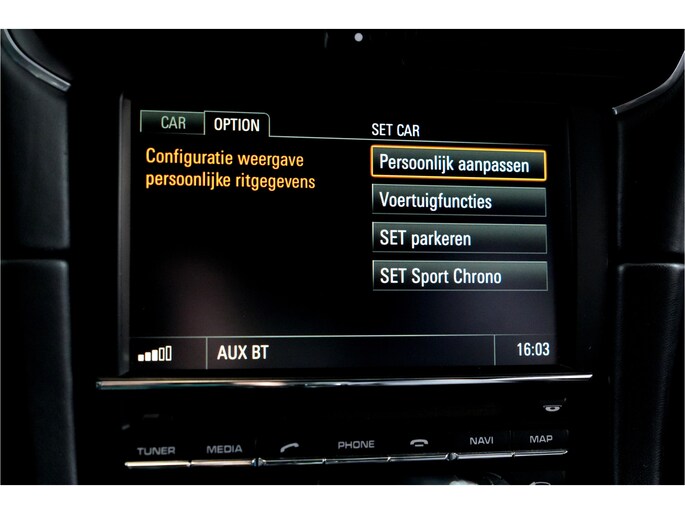 CAR
OPTION
SET CAR
Configuratie weergave
persoonlijke ritgegevens
Persoonlijk aanpassen
Voertuigfuncties
SET parkeren
SET Sport Chrono
AUX BT
16:03
TUNER
MEDIA
PHONE
NAVI
MAP